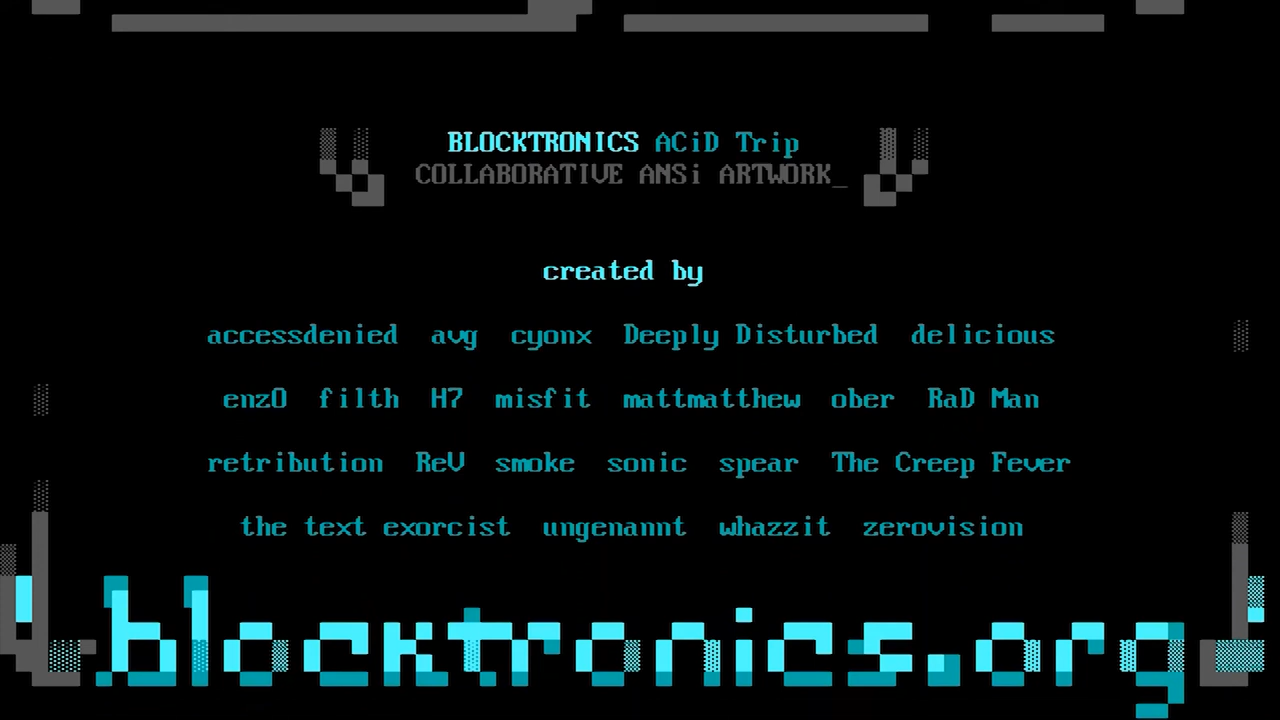 BLOCKTRONICS ACiD Trip
COLLABORATIVE ANSi ARTWORK_
created by
accessdenied avg cyonx Deeply Disturbed delicious
enzO filth H7 misfit mattmatthew ober RaD Man
retribution ReV smoke sonic spear The Creep Fever
the text exorcist ungenannt whazzit zerovision
blocktronics.org